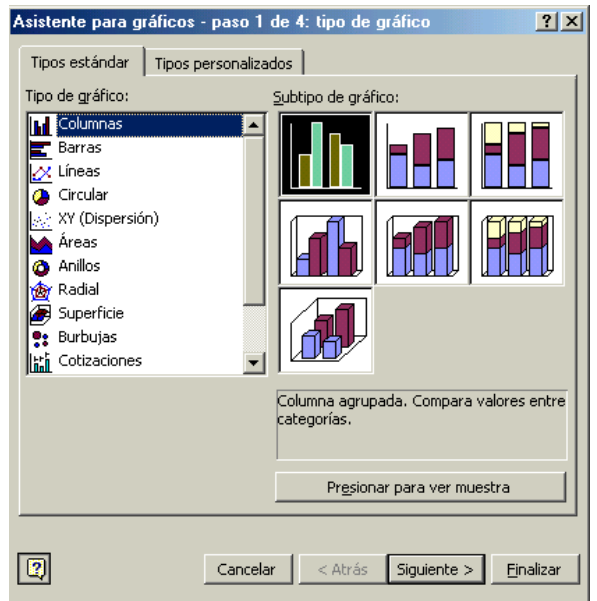 Asistente para gráficos - paso 1 de 4: tipo de gráfico
Tipos estándar
Tipos personalizados
Tipo de gráfico:
Columnas
Barras
Líneas
Circular
XY (Dispersión)
Áreas
Anillos
Radial
Superficie
Burbujas
Cotizaciones
Subtipo de gráfico:
Columna agrupada. Compara valores entre
categorías.
Presionar para ver muestra
Cancelar
< Atrás
Siguiente >
Finalizar